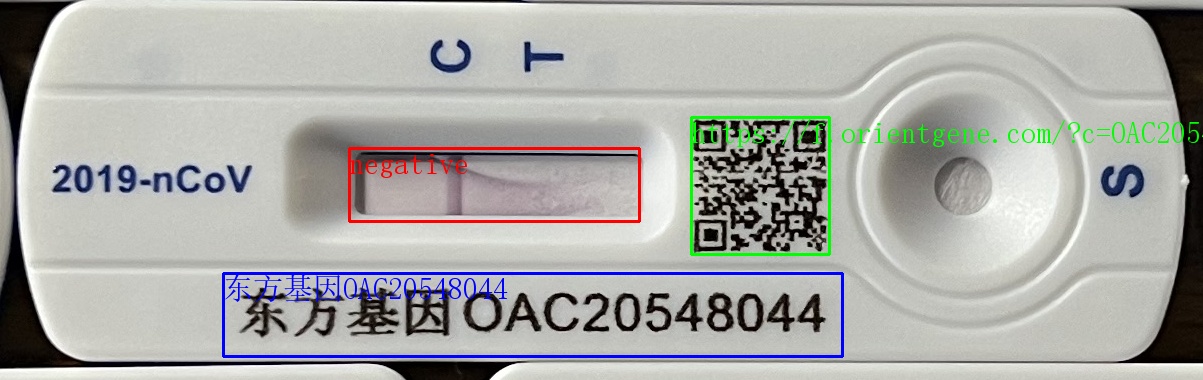 C T
2019-nCoV
negative
https://f.orientgene.com/?c=OAC205
S
东方基因OAC20548044
东方基因 OAC20548044